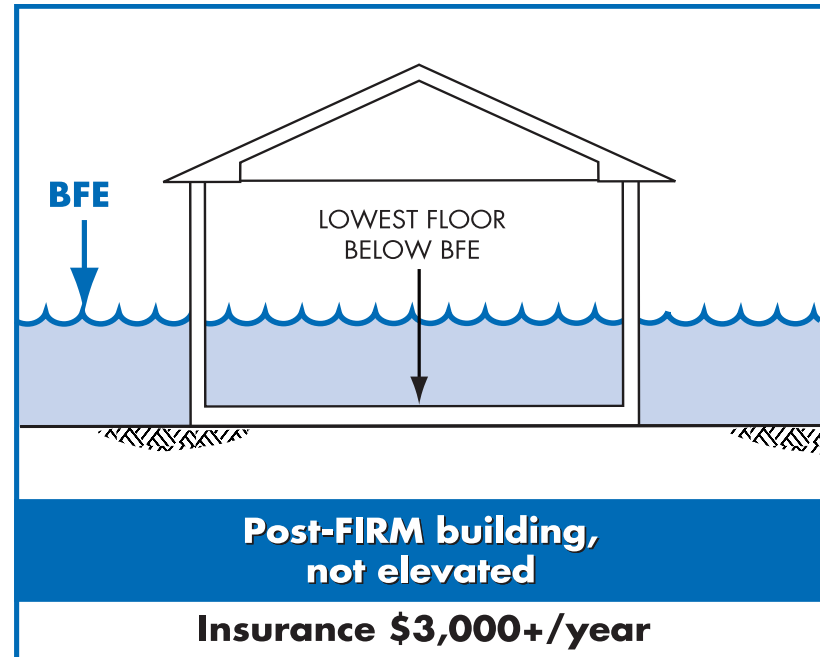 BFE
LOWEST FLOOR
BELOW BFE
Post-FIRM building,
not elevated
Insurance $3,000+/year